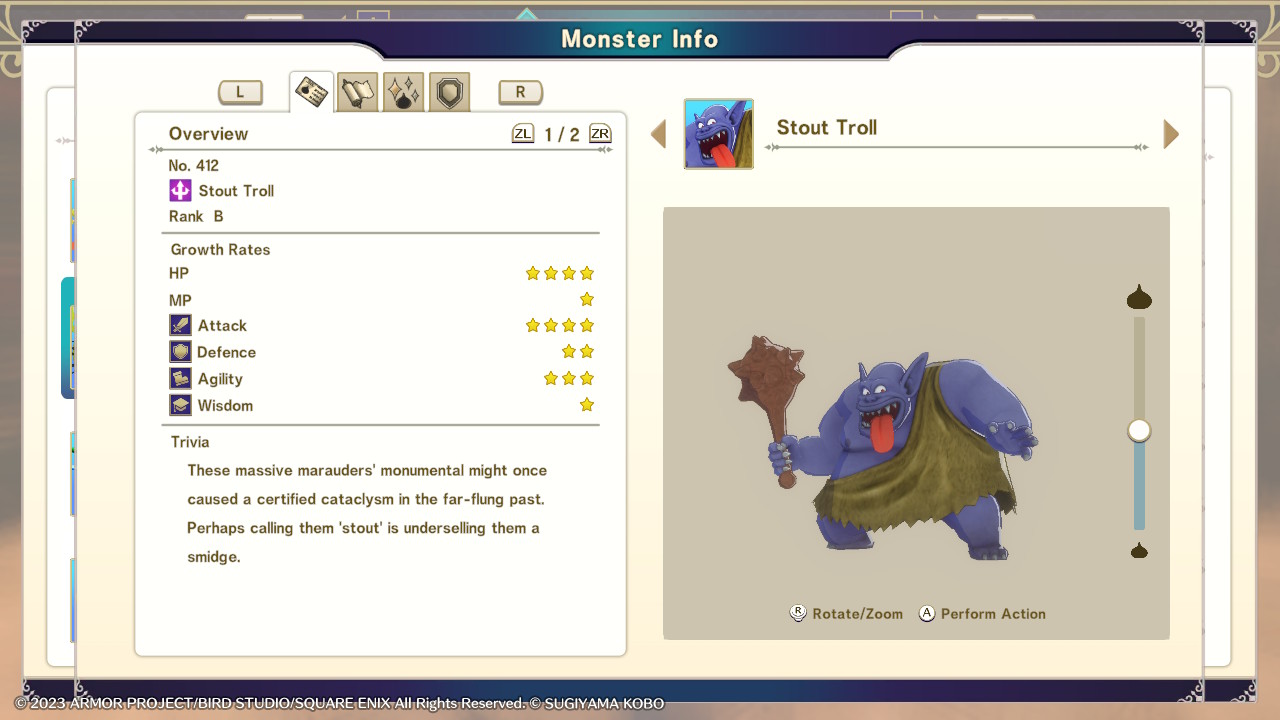 Monster Info
L
R
Overview
ZL 1 / 2 ZR
No. 412
Stout Troll
Rank B
Growth Rates
HP
MP
Attack
Defence
Agility
Wisdom
Trivia
These massive marauders' monumental might once
caused a certified cataclysm in the far-flung past.
Perhaps calling them 'stout' is underselling them a
smidge.
Stout Troll
R Rotate/Zoom A Perform Action
© 2023 ARMOR PROJECT/BIRD STUDIO/SQUARE ENIX All Rights Reserved. © SUGIYAMA KOBO